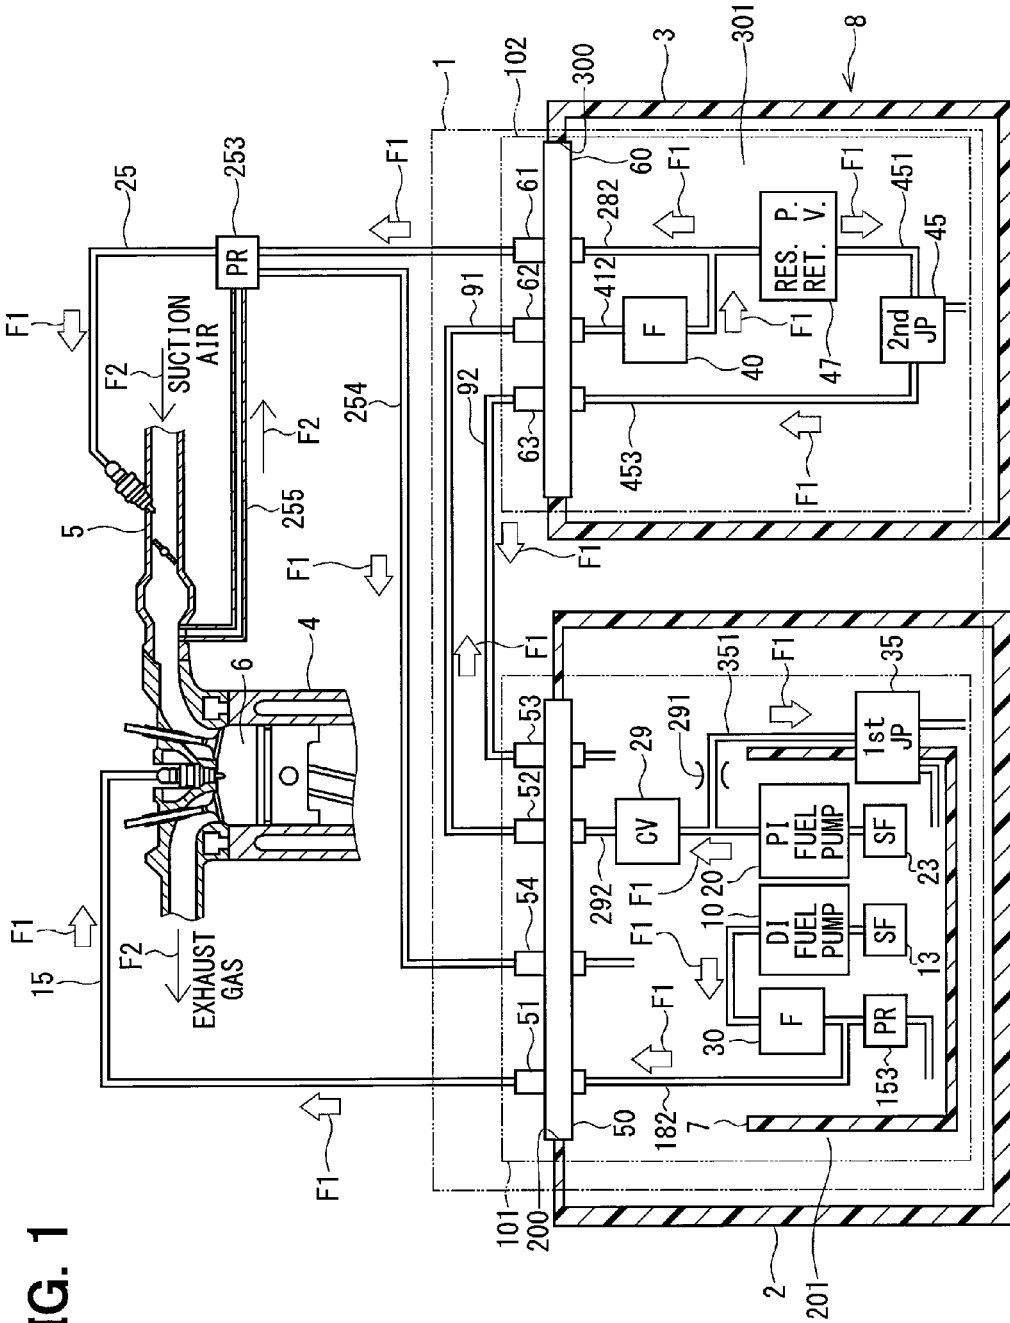 IG. 1
25
253
F1
F1
1
102
3
300
301
8
F2
SUCTION
AIR
PR
61
60
F1
282
RES. P.
RET. V.
F1
451
91
62
412
F
F1
45
2nd
JP
92
40
47
5
254
63
453
F1
F2
255
F1
F1
6
4
F1
53
29
291
351
F1
35
1st
JP
52
CV
PI
FUEL
PUMP
SF
292
F1
20
23
54
F1
10
DI
FUEL
PUMP
SF
13
F1
15
F2
EXHAUST
GAS
51
F1
30
F
PR
153
F1
50
182
7
101
200
2
201